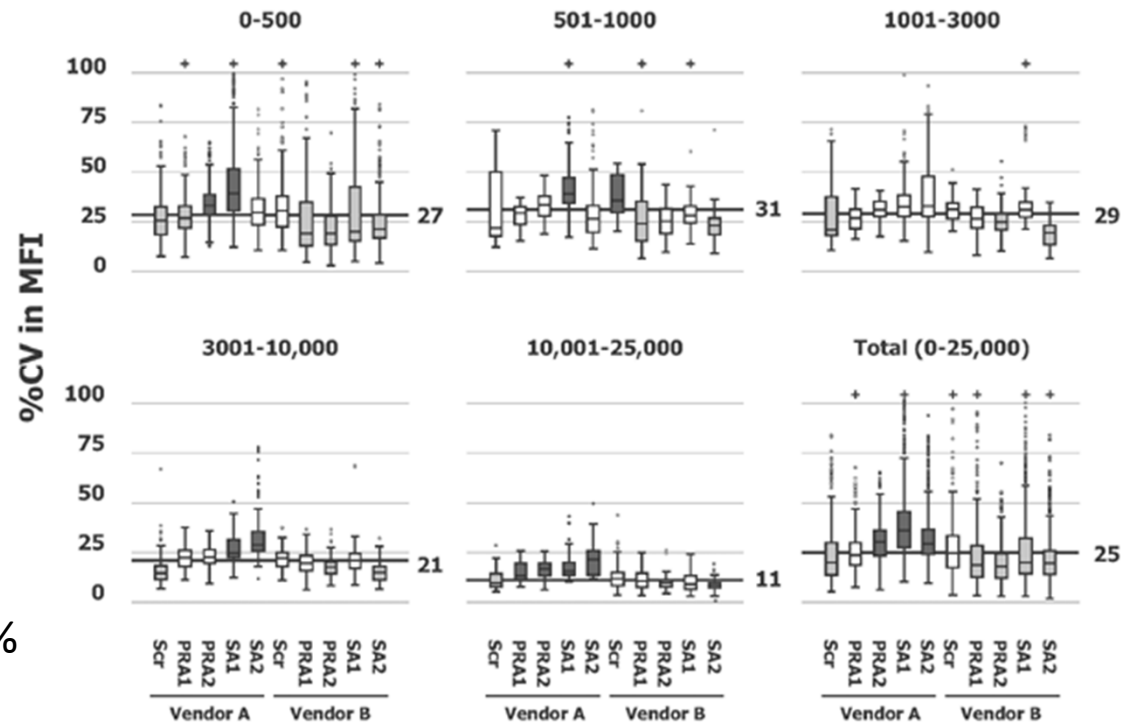 0-500
501-1000
1001-3000
%CV in MFI
100
75
50
25
0
27
31
29
3001-10,000
10,001-25,000
Total (0-25,000)
100
75
50
25
0
21
11
25
%
Scr PRA1 PRA2 SA1 SA2 Scr PRA1 PRA2 SA1 SA2
Vendor A Vendor B
Scr PRA1 PRA2 SA1 SA2 Scr PRA1 PRA2 SA1 SA2
Vendor A Vendor B
Scr PRA1 PRA2 SA1 SA2 Scr PRA1 PRA2 SA1 SA2
Vendor A Vendor B